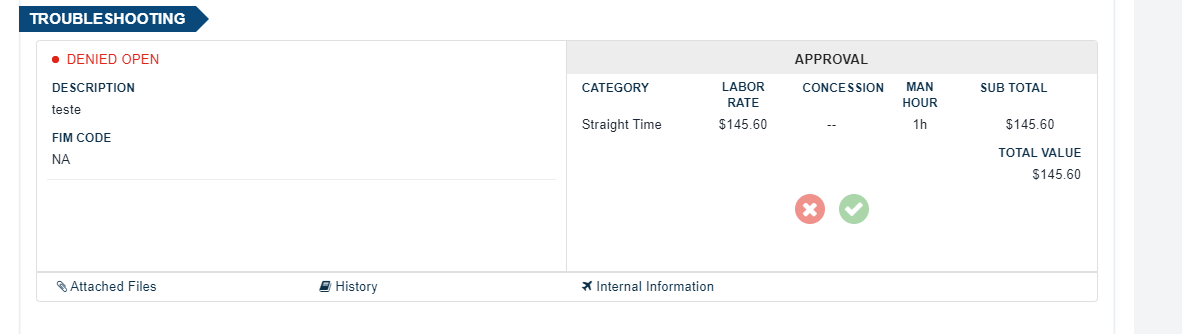 TROUBLESHOOTING
DENIED OPEN
DESCRIPTION
teste
FIM CODE
NA
APPROVAL
CATEGORY LABOR RATE CONCESSION MAN HOUR SUB TOTAL
Straight Time $145.60 -- 1h $145.60
TOTAL VALUE
$145.60
Attached Files History Internal Information